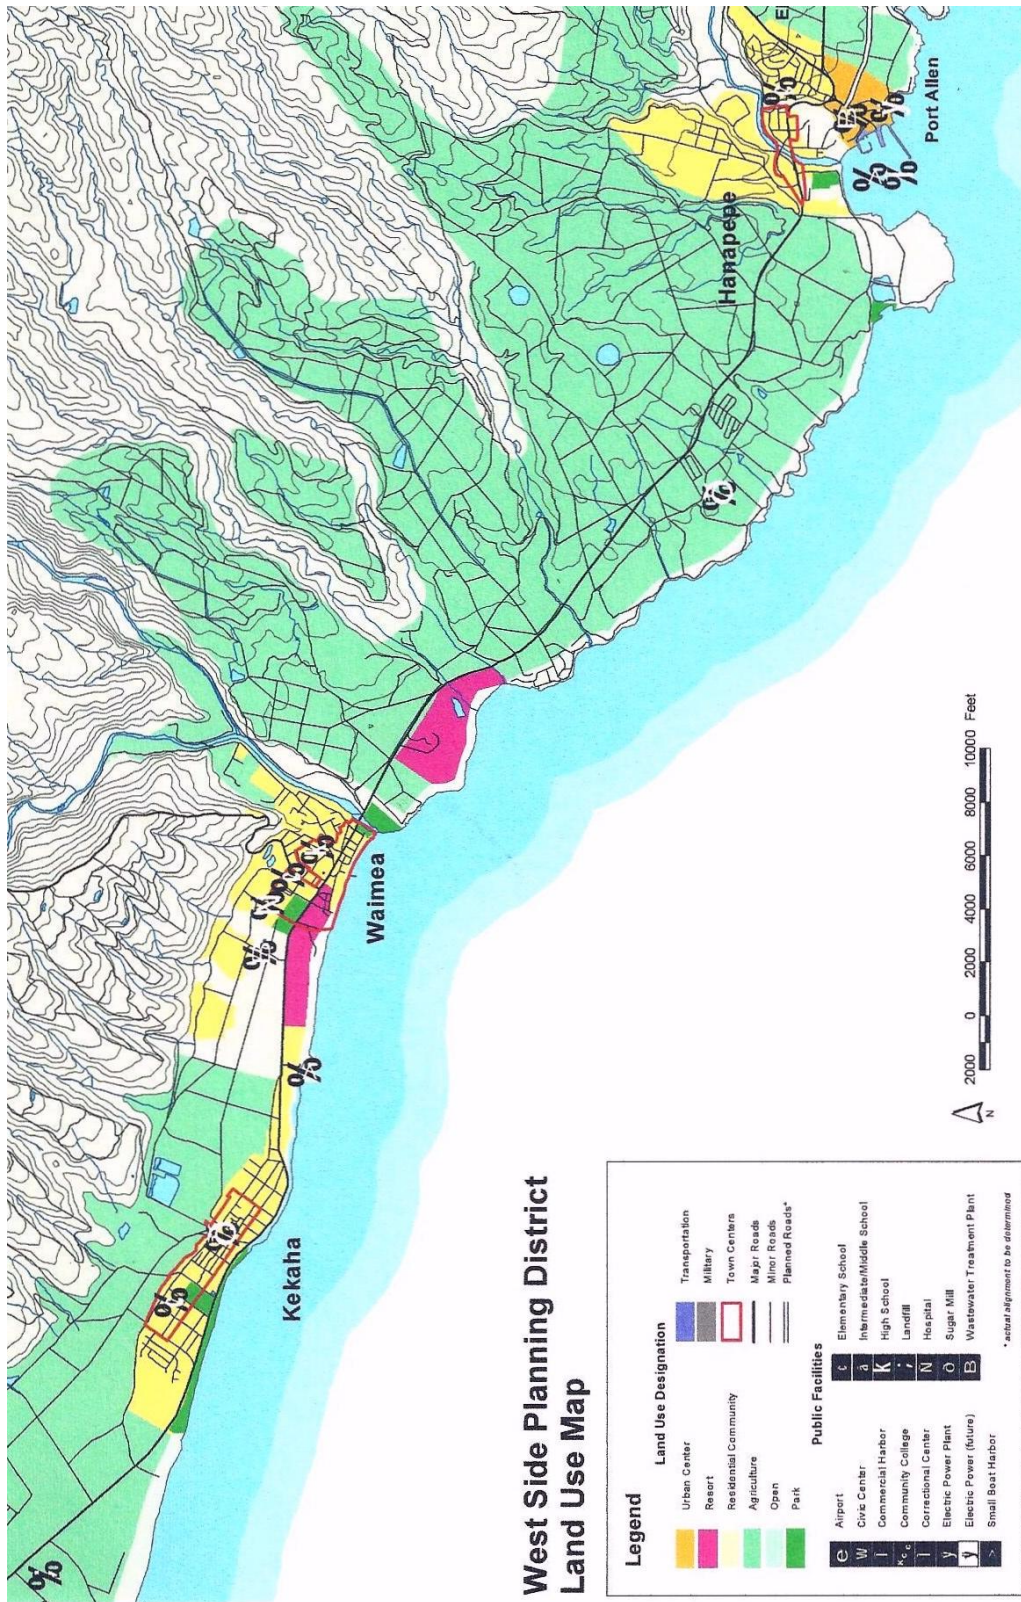 West Side Planning District
Land Use Map
Kekaha
Waimea
Hanapepe
Port Allen
2000 0 2000 4000 6000 8000 10000 Feet
N
Legend
Land Use Designation
Urban Center
Resort
Residential Community
Agriculture
Open
Park
Transportation
Military
Town Centers
Major Roads
Minor Roads
Planned Roads*
Public Facilities
e Airport
w Civic Center
Commercial Harbor
KCC Community College
Correctional Center
y Electric Power Plant
y Electric Power (future)
> Small Boat Harbor
¢ Elementary School
Intermediate/Middle School
K High School
; Landfill
N Hospital
Sugar Mill
B Wastewater Treatment Plant
* actual alignment to be determined